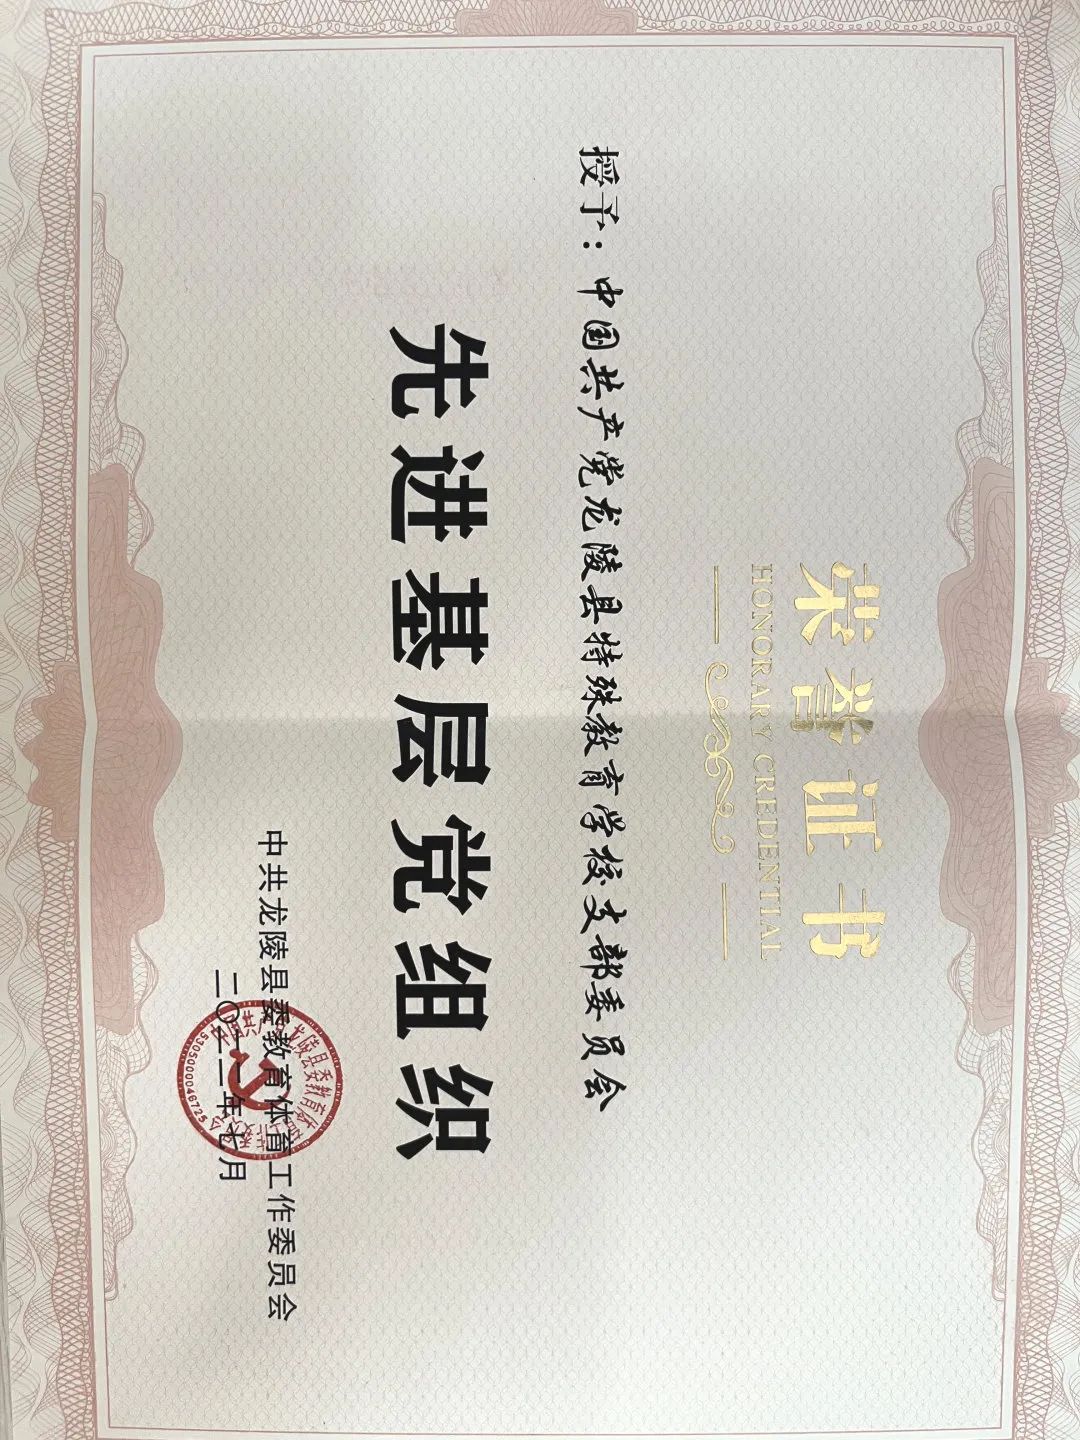 荣誉证书
HONORARY CREDENTIAL
授予：中国共产党龙陵县特殊教育学校支部委员会
先进基层党组织
中共龙陵县委教育体育工作委员会
二〇二一年七月
5305000046725